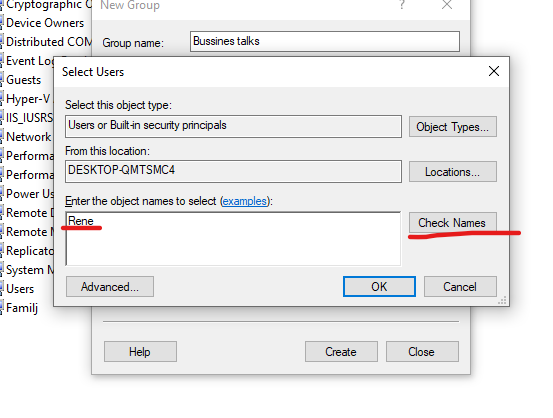 Cryptographic O
New Group
Device Owners
Distributed COM
Group name:
Bussines talks
Event Log
Guests
Hyper-V
IIS_IUSRS
Network
Performa
Performa
Power Us
Remote D
Remote
Replicato
System M
Users
Familj
Select Users
Select this object type:
Users or Built-in security principals
Object Types...
From this location:
DESKTOP-QMTSMC4
Locations...
Enter the object names to select (examples):
Rene
Check Names
Advanced...
OK
Cancel
Help
Create
Close